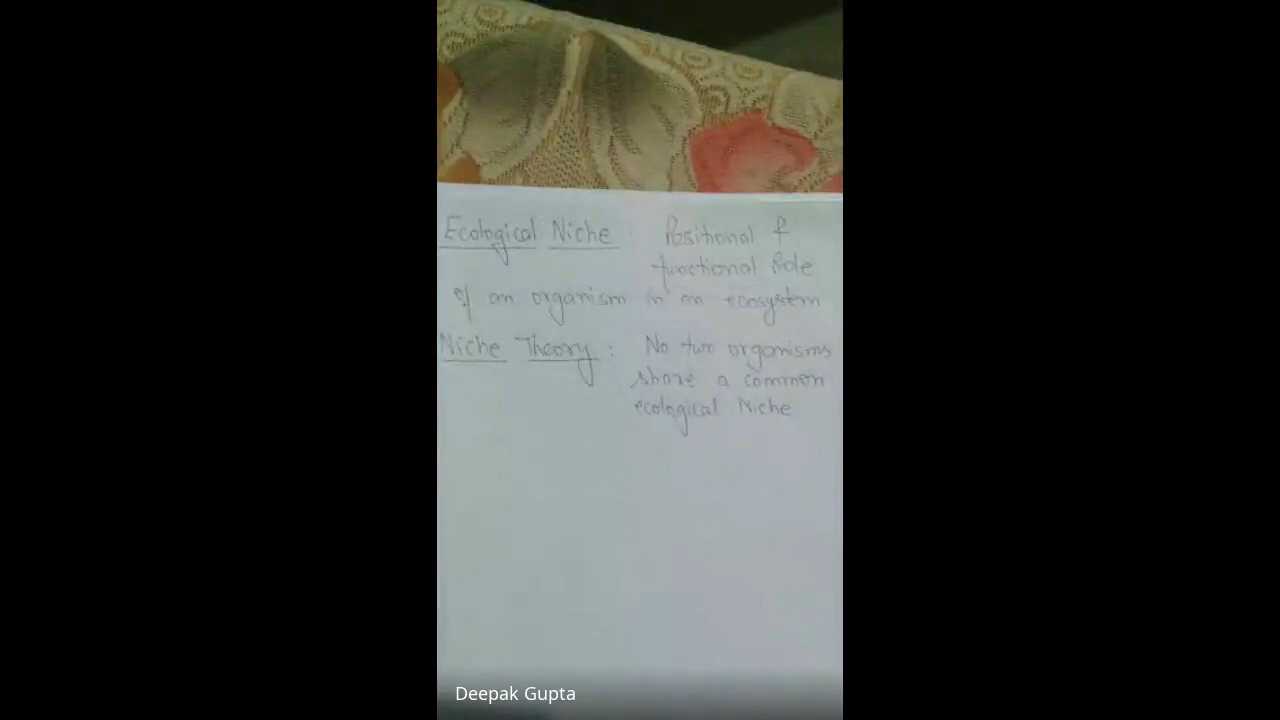 Ecological Niche : Positional &
functional Role
of an organism in an ecosystem
Niche Theory : No two organisms
share a common
ecological Niche
Deepak Gupta